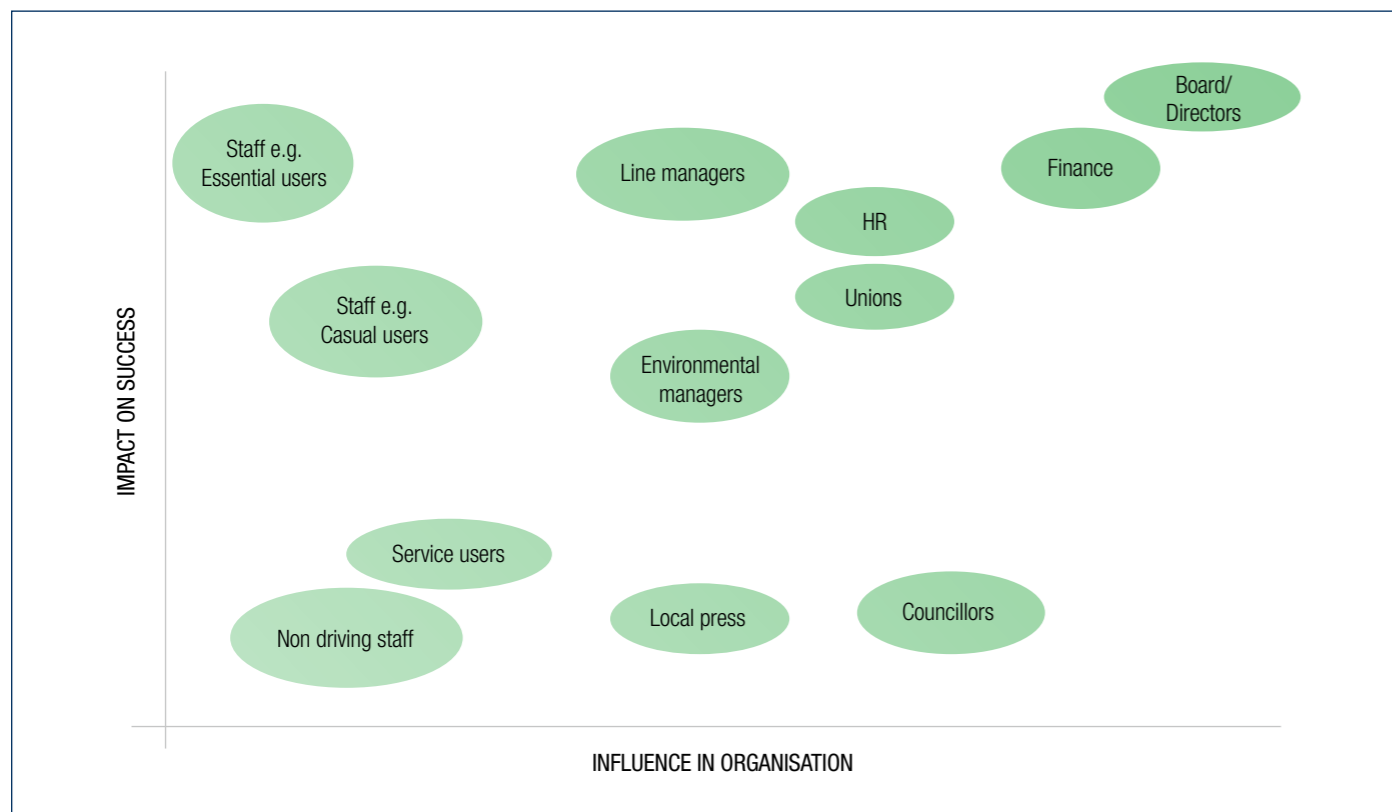 Board/
Directors
Staff e.g.
Essential users
Line managers
Finance
HR
Unions
Staff e.g.
Casual users
Environmental
managers
IMPACT ON SUCCESS
Service users
Non driving staff
Local press
Councillors
INFLUENCE IN ORGANISATION